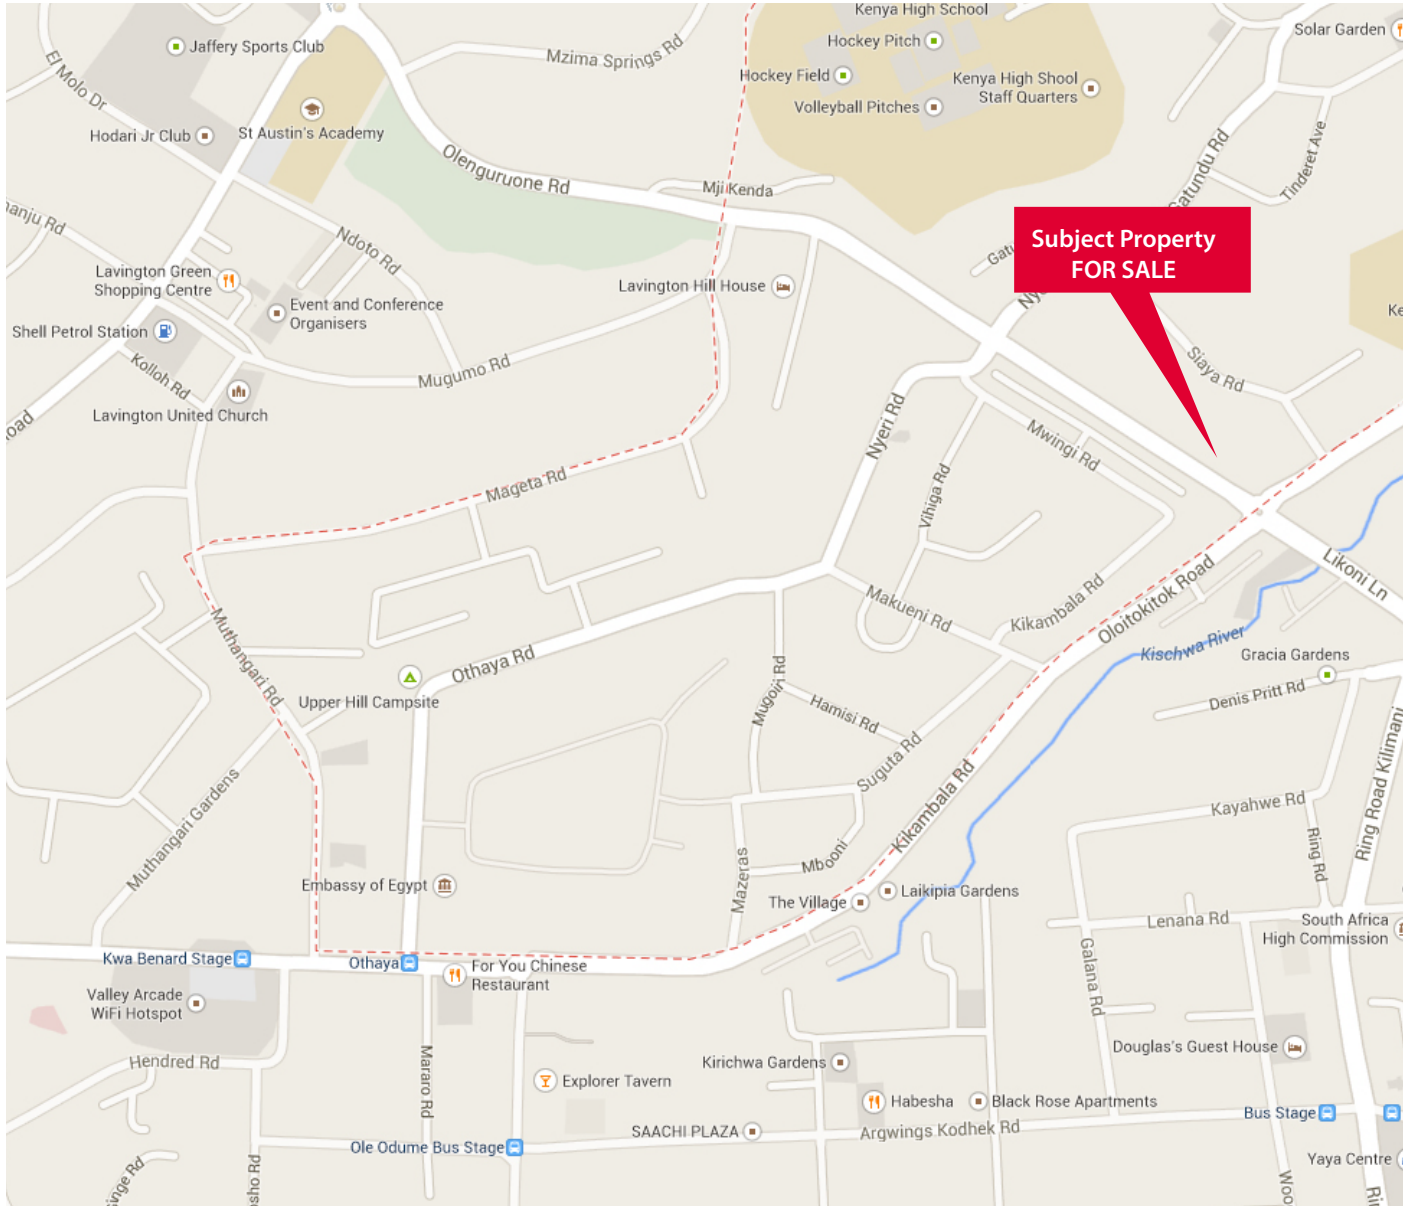 Kenya High School
Solar Garden
Jaffery Sports Club
Hockey Pitch
Mzima Springs Rd
El Molo Dr
Hockey Field
Kenya High Shool
Staff Quarters
Volleyball Pitches
Hodari Jr Club
St Austin's Academy
Olenguruone Rd
Mji Kenda
Gatundu Rd
Tinderet Ave
Ndoto Rd
Subject Property
FOR SALE
Lavington Green
Shopping Centre
Lavington Hill House
Event and Conference
Organisers
Shell Petrol Station
Kolloh Rd
Mugumo Rd
Siaya Rd
Lavington United Church
Nyeri Rd
Mwingi Rd
Mageta Rd
Vihiga Rd
Likoni Ln
Makueni Rd
Kikambala Rd
Oloitokitok Road
Kischwa River
Muthangari Rd
Othaya Rd
Gracia Gardens
Denis Pritt Rd
Upper Hill Campsite
Mugoiri Rd
Hamisi Rd
Suguta Rd
Kikambala Rd
Ring Road Kilimani
Kayahwe Rd
Ring Rd
Muthangari Gardens
Mbooni
Mazeras
Embassy of Egypt
The Village
Laikipia Gardens
Lenana Rd
South Africa
High Commission
Galana Rd
Kwa Benard Stage
Othaya
For You Chinese
Restaurant
Valley Arcade
WiFi Hotspot
Hendred Rd
Mararo Rd
Explorer Tavern
Kirichwa Gardens
Douglas's Guest House
Habesha
Black Rose Apartments
Bus Stage
SAACHI PLAZA
Argwings Kodhek Rd
Ole Odume Bus Stage
Yaya Centre